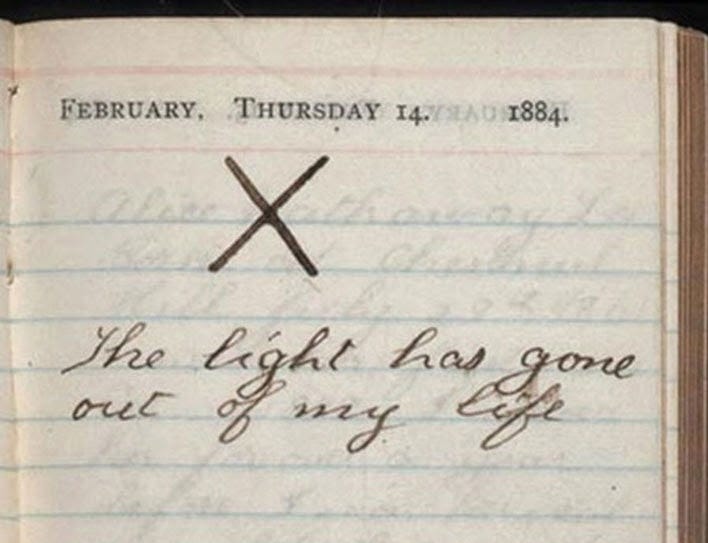 FEBRUARY, THURSDAY 14. 1884.
X
The light has gone
out of my life